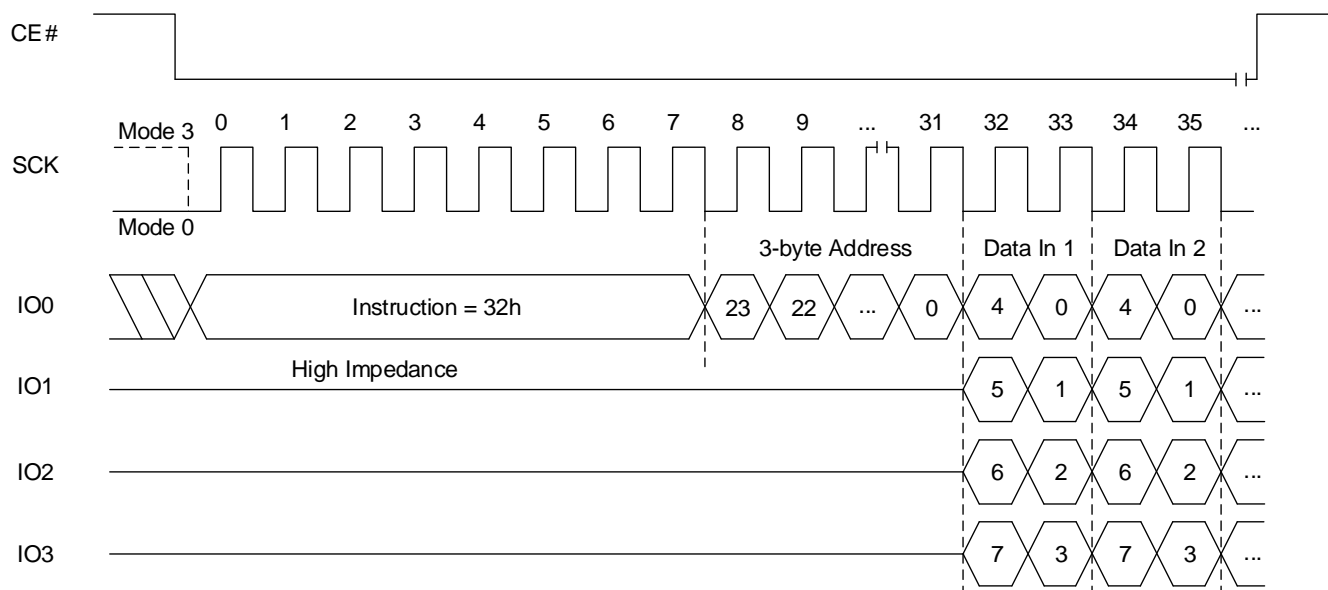 CE#
Mode 3 0 1 2 3 4 5 6 7 8 9 ... 31 32 33 34 35 ...
SCK
Mode 0
3-byte Address Data In 1 Data In 2
IO0 Instruction = 32h 23 22 ... 0 4 0 4 0 ...
High Impedance
IO1 5 1 5 1 ...
IO2 6 2 6 2 ...
IO3 7 3 7 3 ...